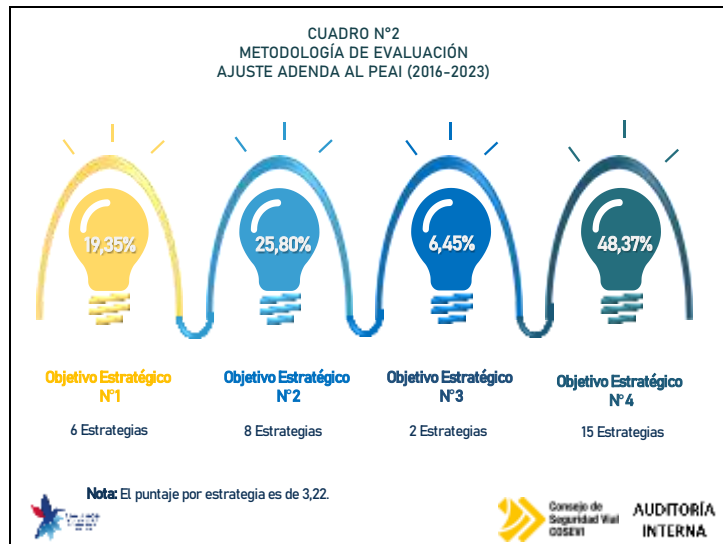 CUADRO N°2
METODOLOGÍA DE EVALUACIÓN
AJUSTE ADENDA AL PEAI (2016-2023)
19,35%
25,80%
6,45%
48,37%
Objetivo Estratégico
N°1
6 Estrategias
Objetivo Estratégico
N°2
8 Estrategias
Objetivo Estratégico
N°3
2 Estrategias
Objetivo Estratégico
N°4
15 Estrategias
Nota: El puntaje por estrategia es de 3,22.
Consejo de
Seguridad Vial
COSEVI
AUDITORÍA
INTERNA